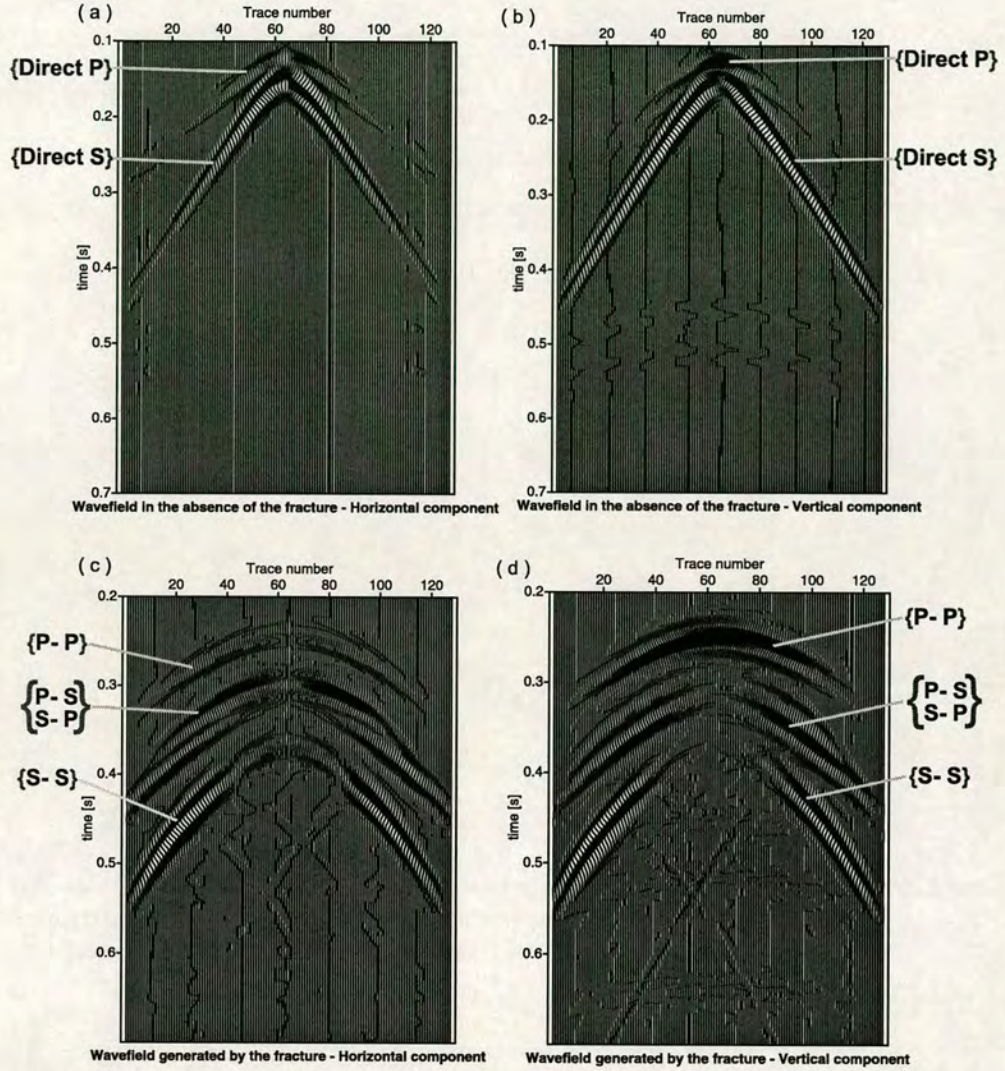 ( a )
Trace number
20 40 60 80 100 120
0.1
0.2
0.3
0.4
0.5
0.6
0.7
time [s]
{Direct P}
{Direct S}
Wavefield in the absence of the fracture - Horizontal component
( b )
Trace number
20 40 60 80 100 120
0.1
0.2
0.3
0.4
0.5
0.6
0.7
time [s]
{Direct P}
{Direct S}
Wavefield in the absence of the fracture - Vertical component
( c )
Trace number
20 40 60 80 100 120
0.2
0.3
0.4
0.5
0.6
time [s]
{P- P}
{P- S
S- P}
{S- S}
Wavefield generated by the fracture - Horizontal component
( d )
Trace number
20 40 60 80 100 120
0.2
0.3
0.4
0.5
0.6
time [s]
{P- P}
{P- S
S- P}
{S- S}
Wavefield generated by the fracture - Vertical component